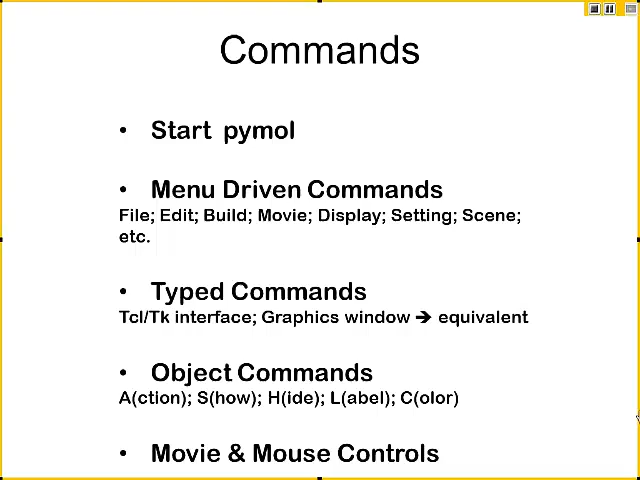 Commands
• Start pymol
• Menu Driven Commands
File; Edit; Build; Movie; Display; Setting; Scene;
etc.
• Typed Commands
Tcl/Tk interface; Graphics window ➔ equivalent
• Object Commands
A(ction); S(how); H(ide); L(abel); C(olor)
• Movie & Mouse Controls